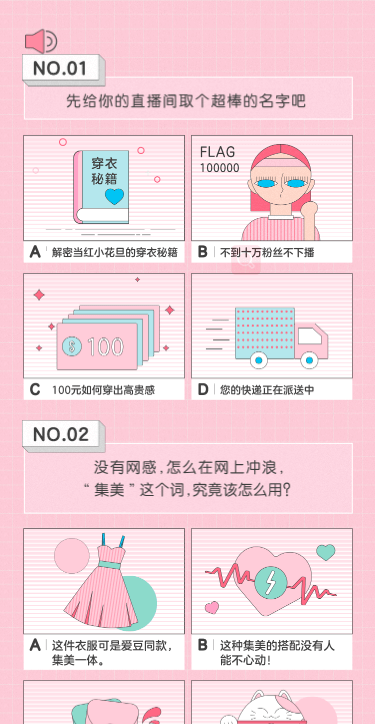 NO.01
先给你的直播间取个超棒的名字吧
穿衣
秘籍
FLAG
100000
A 解密当红小花旦的穿衣秘籍
B 不到十万粉丝不下播
100
C 100元如何穿出高贵感
D 您的快递正在派送中
NO.02
没有网感,怎么在网上冲浪,
“集美”这个词,究竟该怎么用?
A 这件衣服可是爱豆同款,
集美一体。
B 这种集美的搭配没有人
能不心动!